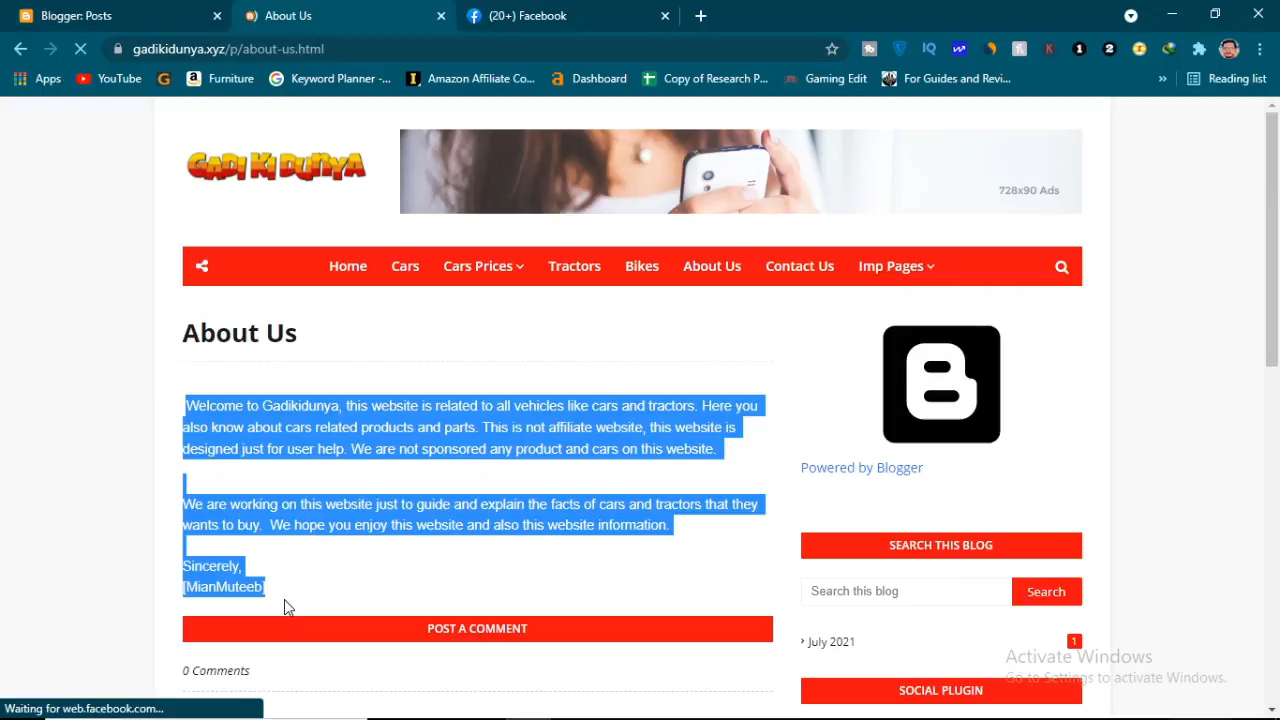 Blogger: Posts
About Us
(20+) Facebook
gadikidunya.xyz/p/about-us.html
Apps
YouTube
Furniture
Keyword Planner -...
Amazon Affiliate Co...
Dashboard
Copy of Research P...
Gaming Edit
For Guides and Revi...
Reading list
GADI KI DUNYA
728x90 Ads
Home
Cars
Cars Prices
Tractors
Bikes
About Us
Contact Us
Imp Pages
About Us
Welcome to Gadikidunya, this website is related to all vehicles like cars and tractors. Here you
also know about cars related products and parts. This is not affiliate website, this website is
designed just for user help. We are not sponsored any product and cars on this website.
We are working on this website just to guide and explain the facts of cars and tractors that they
wants to buy.  We hope you enjoy this website and also this website information.
Sincerely,
[MianMuteeb]
POST A COMMENT
0 Comments
Powered by Blogger
SEARCH THIS BLOG
Search this blog
Search
July 2021
1
SOCIAL PLUGIN
Activate Windows
Go to Settings to activate Windows.
Waiting for web.facebook.com...